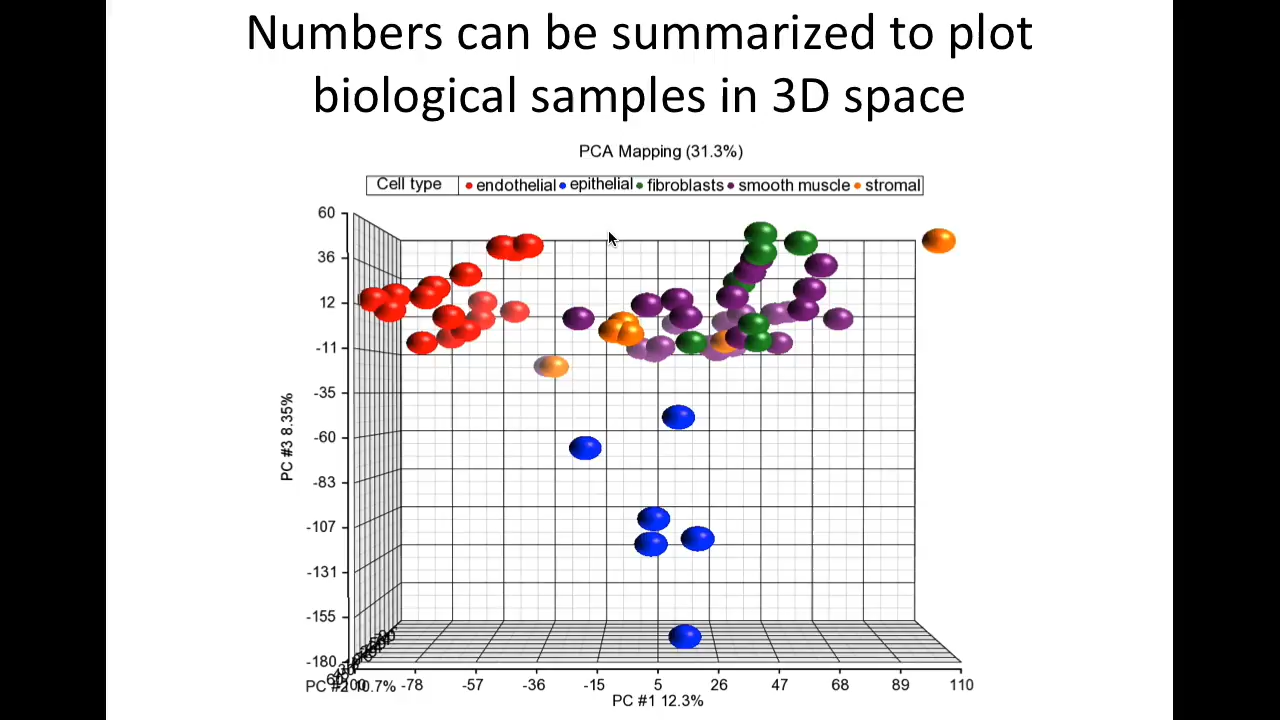 Numbers can be summarized to plot
biological samples in 3D space
PCA Mapping (31.3%)
Cell type endothelial epithelial fibroblasts smooth muscle stromal
60
36
12
-11
-35
-60
-83
-107
-131
-155
-180
PC #3 8.35%
PC #2 10.7%
-78 -57 -36 -15 5 26 47 68 89 110
PC #1 12.3%